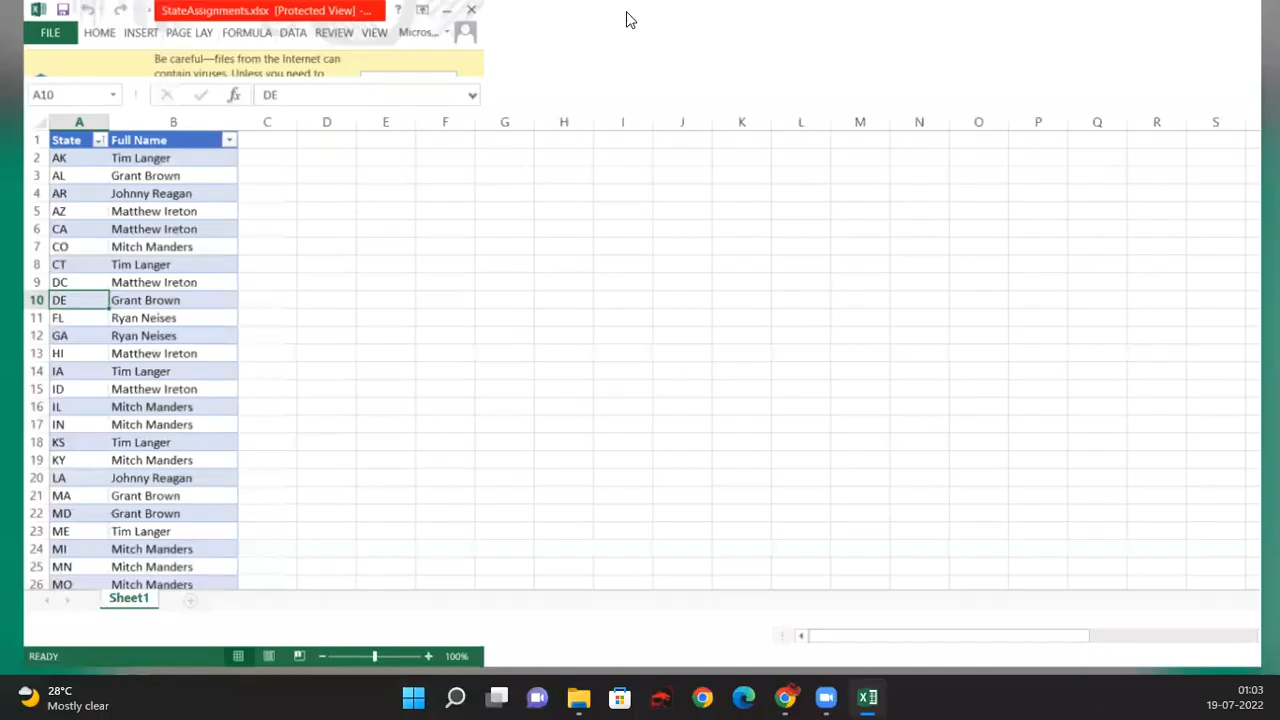 StateAssignments.xlsx [Protected View] -... ?
FILE HOME INSERT PAGE LAY FORMULA DATA REVIEW VIEW Micros...
Be careful—files from the Internet can
contain viruses. Unless you need to
A10 fx DE
A B C D E F G H I J K L M N O P Q R S
1 State Full Name
2 AK Tim Langer
3 AL Grant Brown
4 AR Johnny Reagan
5 AZ Matthew Ireton
6 CA Matthew Ireton
7 CO Mitch Manders
8 CT Tim Langer
9 DC Matthew Ireton
10 DE Grant Brown
11 FL Ryan Neises
12 GA Ryan Neises
13 HI Matthew Ireton
14 IA Tim Langer
15 ID Matthew Ireton
16 IL Mitch Manders
17 IN Mitch Manders
18 KS Tim Langer
19 KY Mitch Manders
20 LA Johnny Reagan
21 MA Grant Brown
22 MD Grant Brown
23 ME Tim Langer
24 MI Mitch Manders
25 MN Mitch Manders
26 MO Mitch Manders
Sheet1
READY 100%
28°C
Mostly clear
01:03
19-07-2022